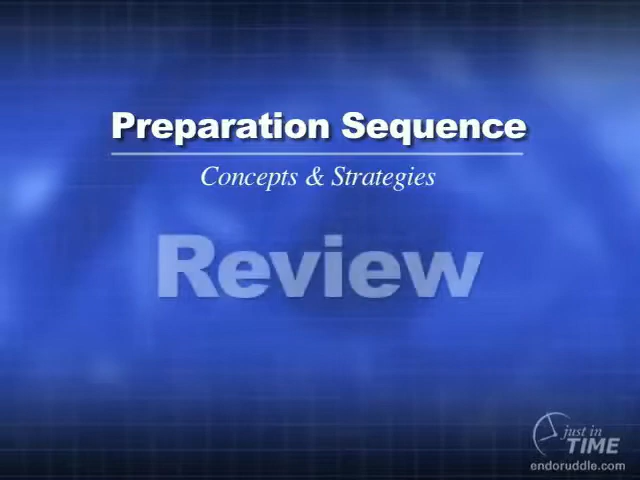 Preparation Sequence
Concepts & Strategies
Review
just in
TIME
endoruddle.com